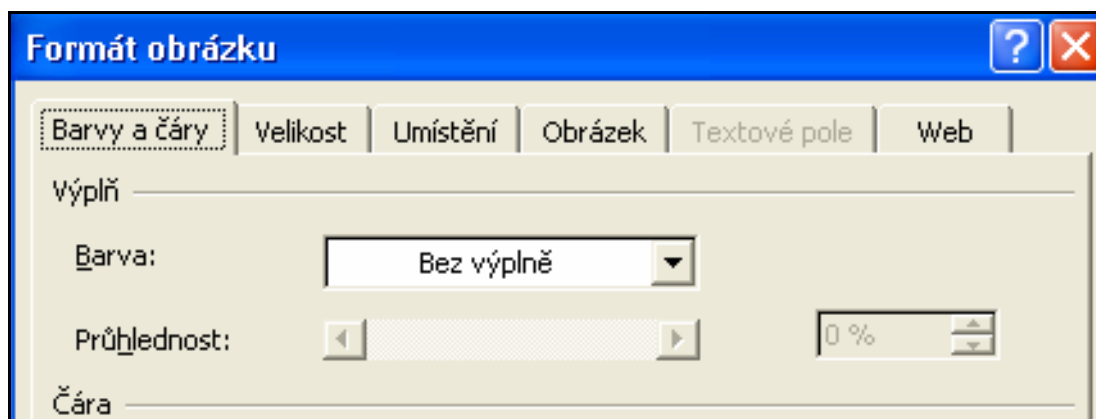 Formát obrázku
Barvy a čáry Velikost Umístění Obrázek Textové pole Web
Výplň
Barva: Bez výplně
Průhlednost: 0 %
Čára